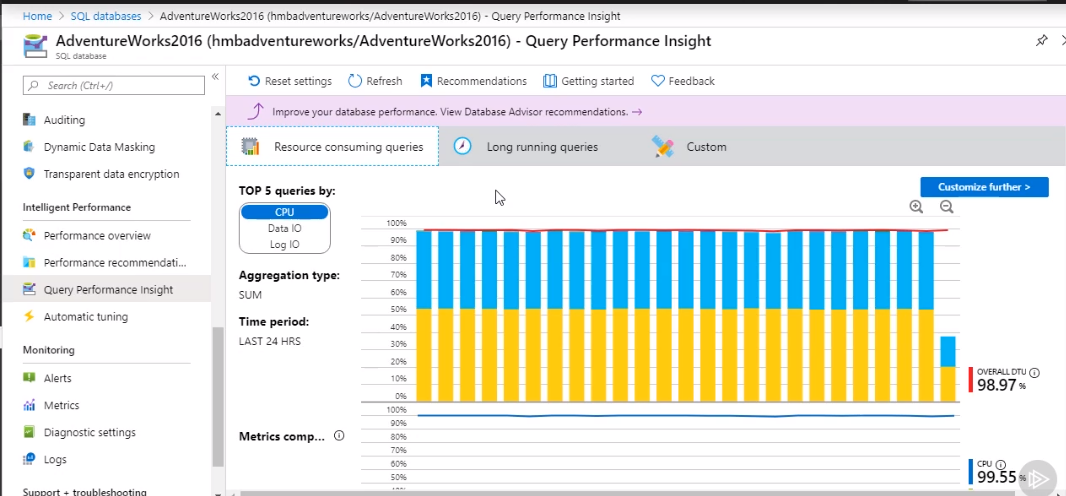 Home > SQL databases > AdventureWorks2016 (hmbadventureworks/AdventureWorks2016) - Query Performance Insight
AdventureWorks2016 (hmbadventureworks/AdventureWorks2016) - Query Performance Insight
SQL database
Search (Ctrl+/)
Auditing
Dynamic Data Masking
Transparent data encryption
Intelligent Performance
Performance overview
Performance recommendati...
Query Performance Insight
Automatic tuning
Monitoring
Alerts
Metrics
Diagnostic settings
Logs
Support + troubleshooting
Reset settings Refresh Recommendations Getting started Feedback
Improve your database performance. View Database Advisor recommendations. →
Resource consuming queries Long running queries Custom
Customize further >
TOP 5 queries by:
CPU
Data IO
Log IO
Aggregation type:
SUM
Time period:
LAST 24 HRS
100%
90%
80%
70%
60%
50%
40%
30%
20%
10%
0%
OVERALL DTU
98.97 %
Metrics comp...
100%
90%
80%
70%
60%
50%
CPU
99.55 %